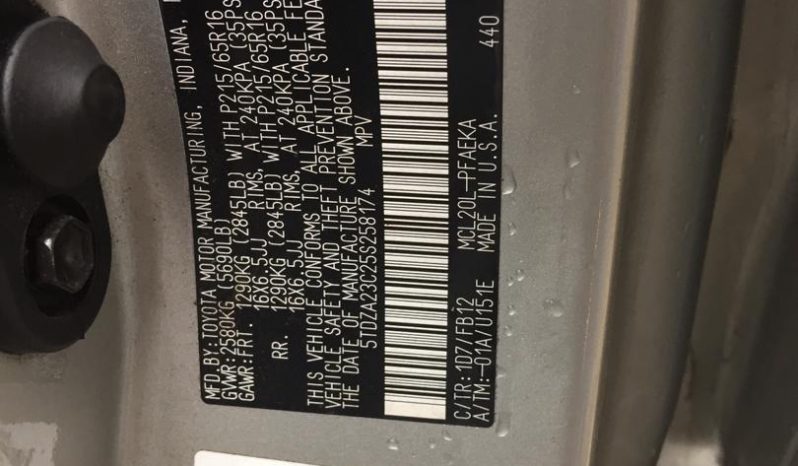 MFD BY:TOYOTA MOTOR MANUFACTURING, INDIANA,
GVWR:2580KG (5690LB)
GAWR:FRT. 1290KG (2845LB) WITH P215/65R16
16X6.5JJ RIMS, AT 240KPA (35PS
RR. 1290KG (2845LB) WITH P215/65R16
16X6.5JJ RIMS, AT 240KPA (35PS
THIS VEHICLE CONFORMS TO ALL APPLICABLE FE
VEHICLE SAFETY AND THEFT PREVENTION STANDA
THE DATE OF MANUFACTURE SHOWN ABOVE.
5TDZA23C25S258174 MPV
440
C/TR:1D7/FB12 MCL20L-PFAEKA
A/TM:-01A/U151E MADE IN U.S.A.